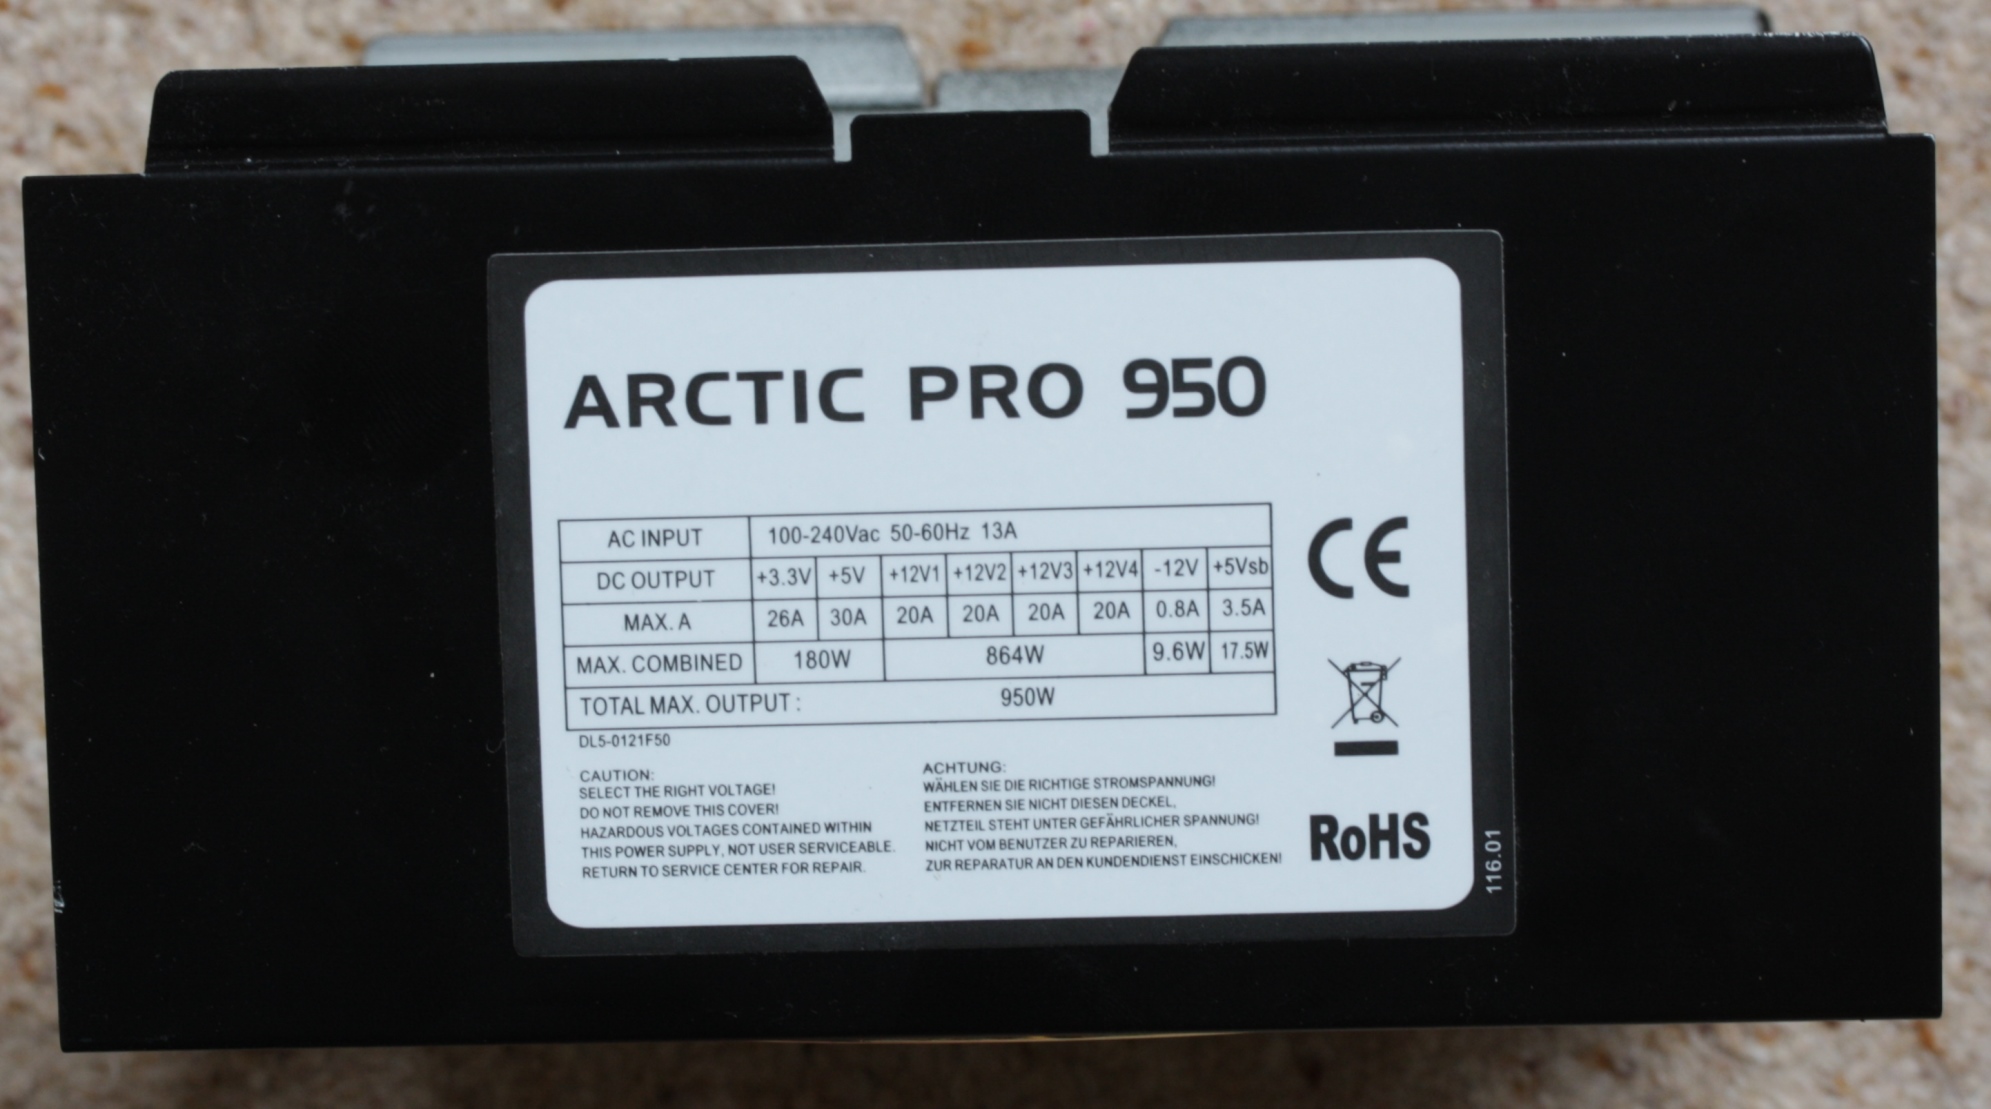 ARCTIC PRO 950
AC INPUT 100-240Vac 50-60Hz 13A
DC OUTPUT +3.3V +5V +12V1 +12V2 +12V3 +12V4 -12V +5Vsb
MAX. A 26A 30A 20A 20A 20A 20A 0.8A 3.5A
MAX. COMBINED 180W 864W 9.6W 17.5W
TOTAL MAX. OUTPUT : 950W
DL5-0121F50
CAUTION:
SELECT THE RIGHT VOLTAGE!
DO NOT REMOVE THIS COVER!
HAZARDOUS VOLTAGES CONTAINED WITHIN
THIS POWER SUPPLY, NOT USER SERVICEABLE.
RETURN TO SERVICE CENTER FOR REPAIR.
ACHTUNG:
WÄHLEN SIE DIE RICHTIGE STROMSPANNUNG!
ENTFERNEN SIE NICHT DIESEN DECKEL,
NETZTEIL STEHT UNTER GEFÄHRLICHER SPANNUNG!
NICHT VOM BENUTZER ZU REPARIEREN,
ZUR REPARATUR AN DEN KUNDENDIENST EINSCHICKEN!
CE
RoHS
116.01